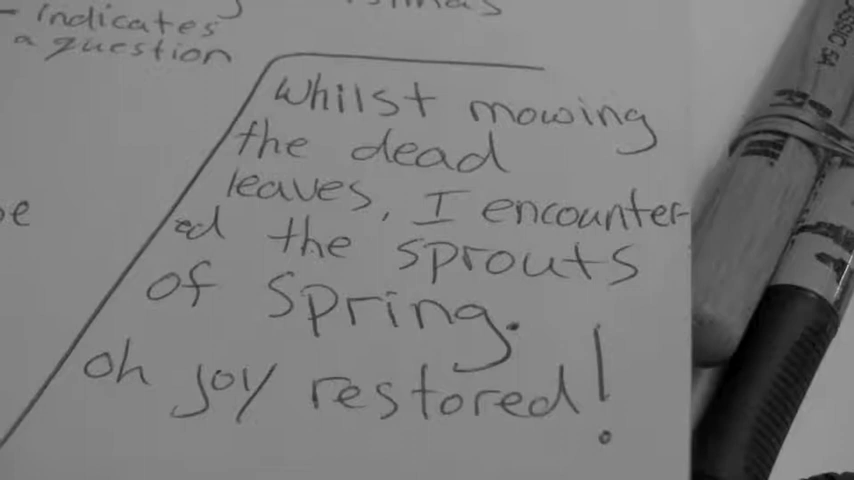 - indicates
a question
Whilst mowing
the dead
leaves, I encounter-
ed the sprouts
of spring.
oh joy restored!